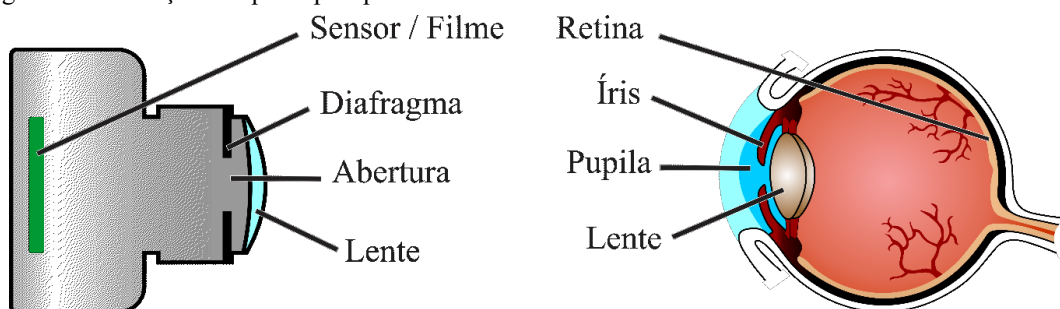 Sensor / Filme
Diafragma
Abertura
Lente
Retina
Íris
Pupila
Lente